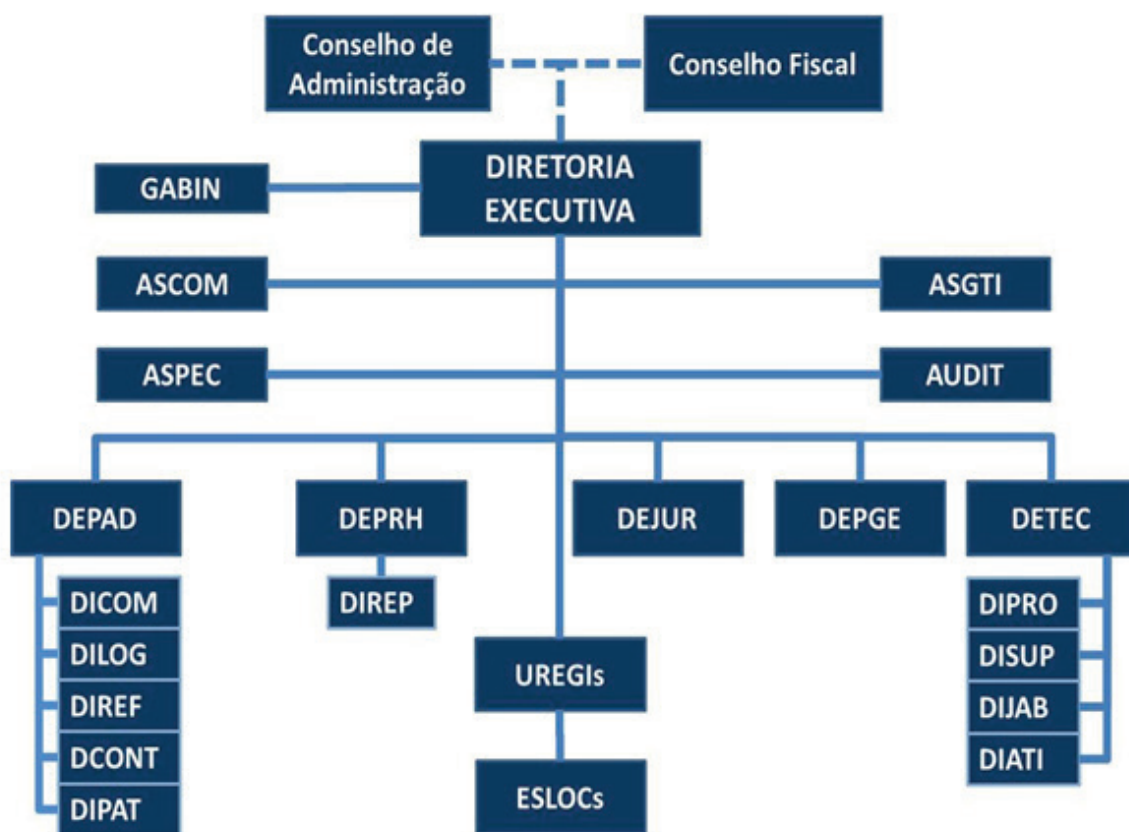 Conselho de
Administração
Conselho Fiscal
DIRETORIA
EXECUTIVA
GABIN
ASCOM
ASGTI
ASPEC
AUDIT
DEPAD
DEPRH
DEJUR
DEPGE
DETEC
DICOM
DILOG
DIREF
DCONT
DIPAT
DIREP
UREGIs
ESLOCs
DIPRO
DISUP
DIJAB
DIATI